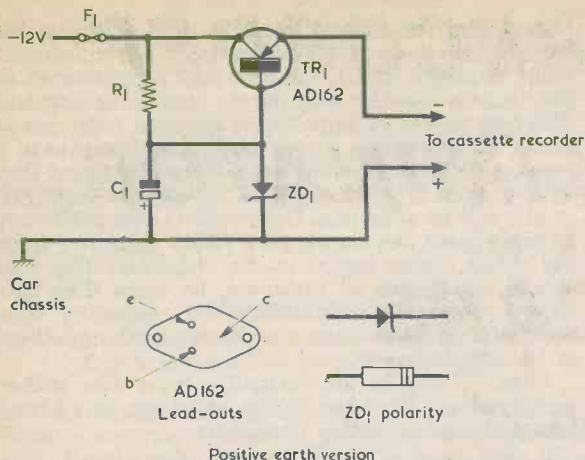 F1
−12V
R1
TR1
AD162
−
To cassette recorder
+
C1
+
ZD1
Car
chassis
e
c
b
AD162
Lead-outs
ZD1 polarity
Positive earth version